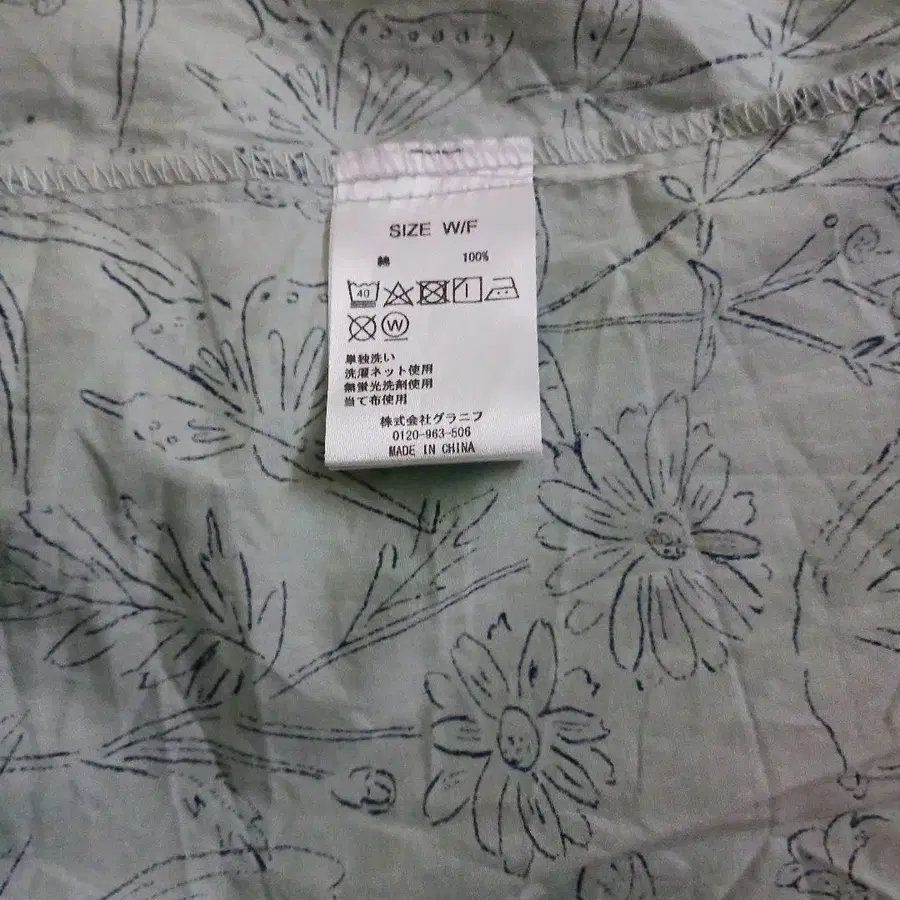 SIZE W/F
綿 100%
40
W
単独洗い
洗濯ネット使用
無蛍光洗剤使用
当て布使用
株式会社グラニフ
0120-963-506
MADE IN CHINA